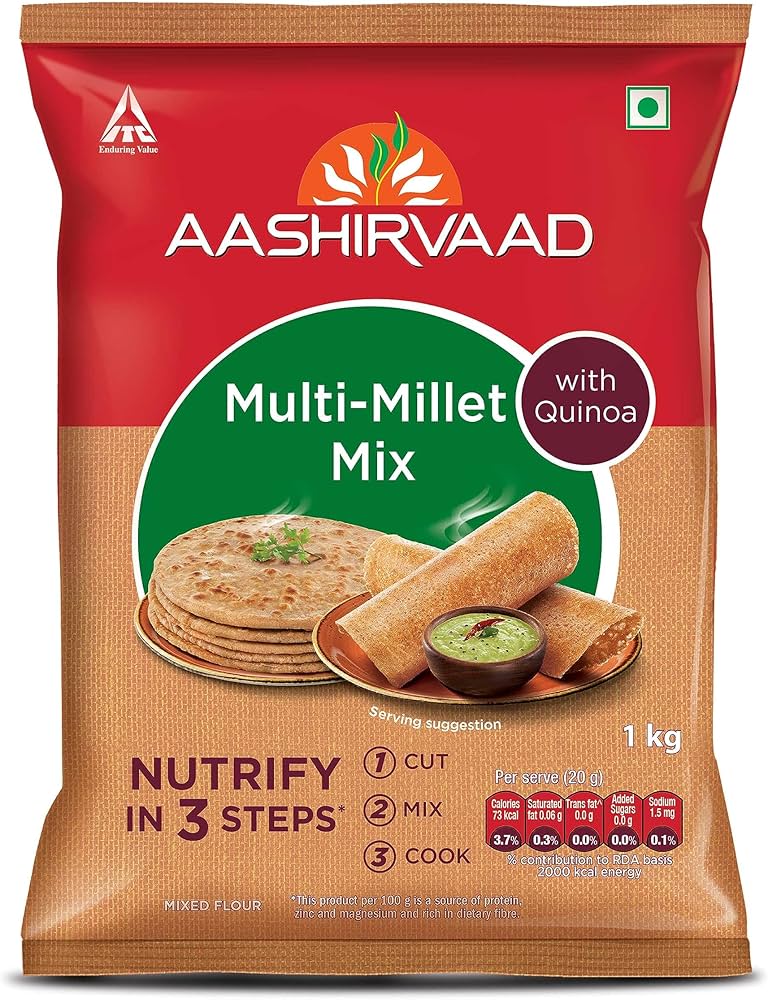 ITC
Enduring Value
AASHIRVAAD
Multi-Millet
Mix
with
Quinoa
Serving suggestion
1 kg
NUTRIFY
IN 3 STEPS*
1 CUT
2 MIX
3 COOK
Per serve (20 g)
Calories
73 kcal
3.7%
Saturated
fat 0.06 g
0.3%
Trans fat^
0.0 g
0.0%
Added
Sugars
0.0 g
0.0%
Sodium
1.5 mg
0.1%
% contribution to RDA basis
2000 kcal energy
MIXED FLOUR
*This product per 100 g is a source of protein,
zinc and magnesium and rich in dietary fibre.